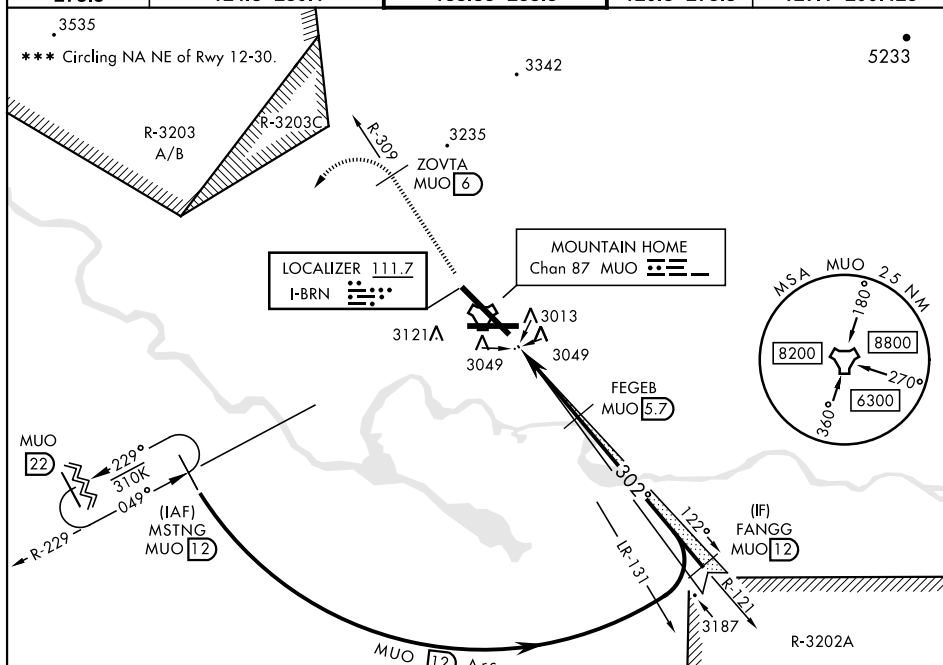 *** Circling NA NE of Rwy 12-30.
3535
3342
5233
R-3203
A/B
R-3203C
R-309
3235
ZOVTA
MUO 6
LOCALIZER 111.7
I-BRN
MOUNTAIN HOME
Chan 87 MUO
3121
3013
3049
3049
MSA MUO 25 NM
180°
8200
8800
270°
6300
360°
FEGEB
MUO 5.7
MUO
22
229°
310K
049°
R-229
(IAF)
MSTNG
MUO 12
302°
122°
(IF)
FANGG
MUO 12
LR-131
R-121
3187
R-3202A
MUO 12 Arc